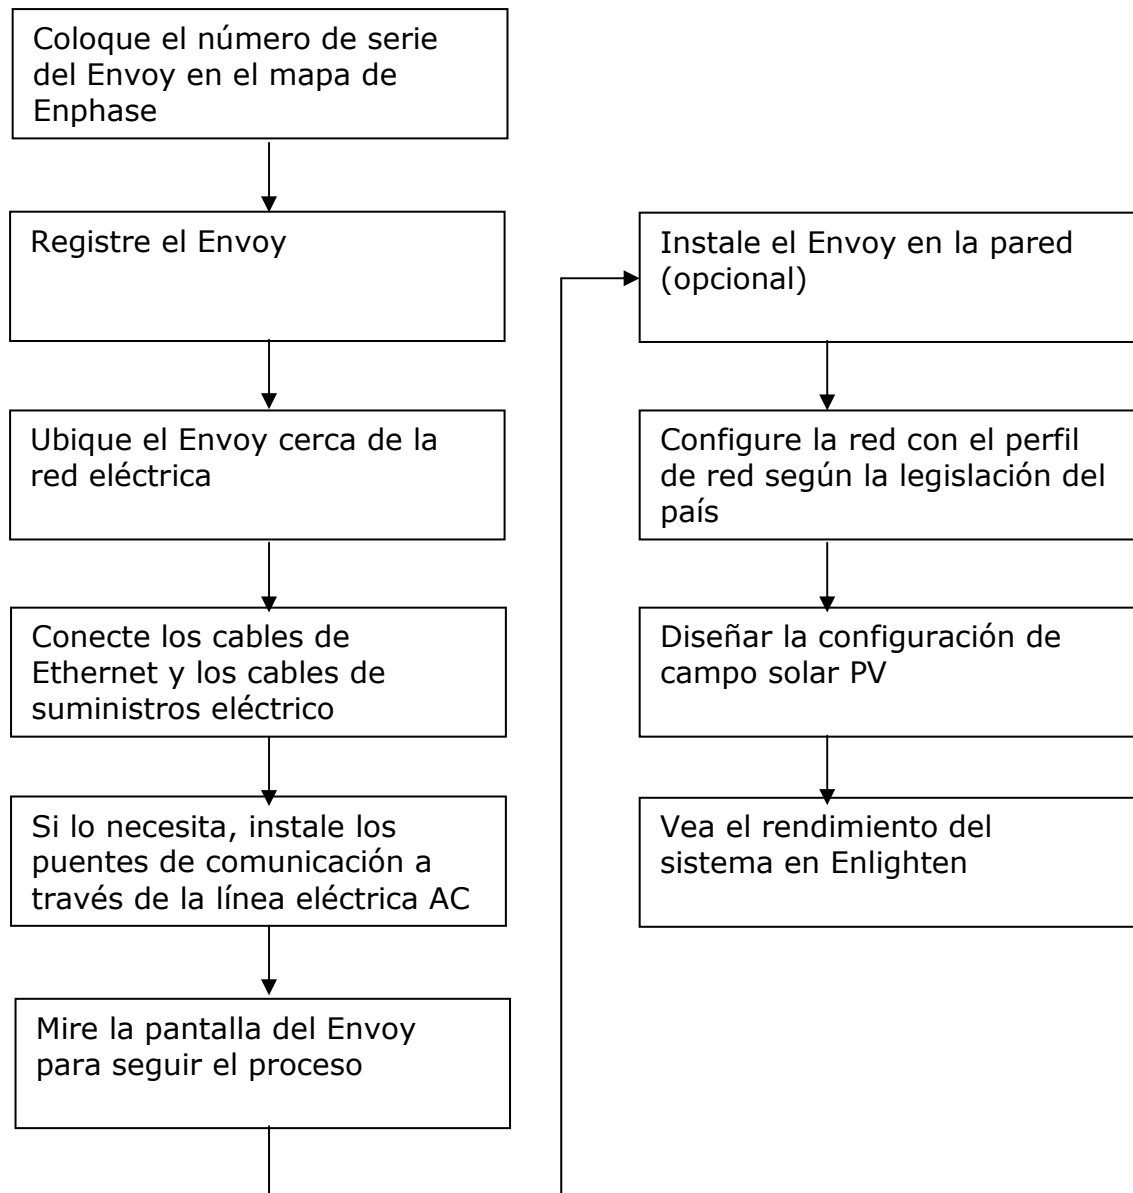 Coloque el número de serie
del Envoy en el mapa de
Enphase
Registre el Envoy
Ubique el Envoy cerca de la
red eléctrica
Conecte los cables de
Ethernet y los cables de
suministros eléctrico
Si lo necesita, instale los
puentes de comunicación a
través de la línea eléctrica AC
Mire la pantalla del Envoy
para seguir el proceso
Instale el Envoy en la pared
(opcional)
Configure la red con el perfil
de red según la legislación del
país
Diseñar la configuración de
campo solar PV
Vea el rendimiento del
sistema en Enlighten